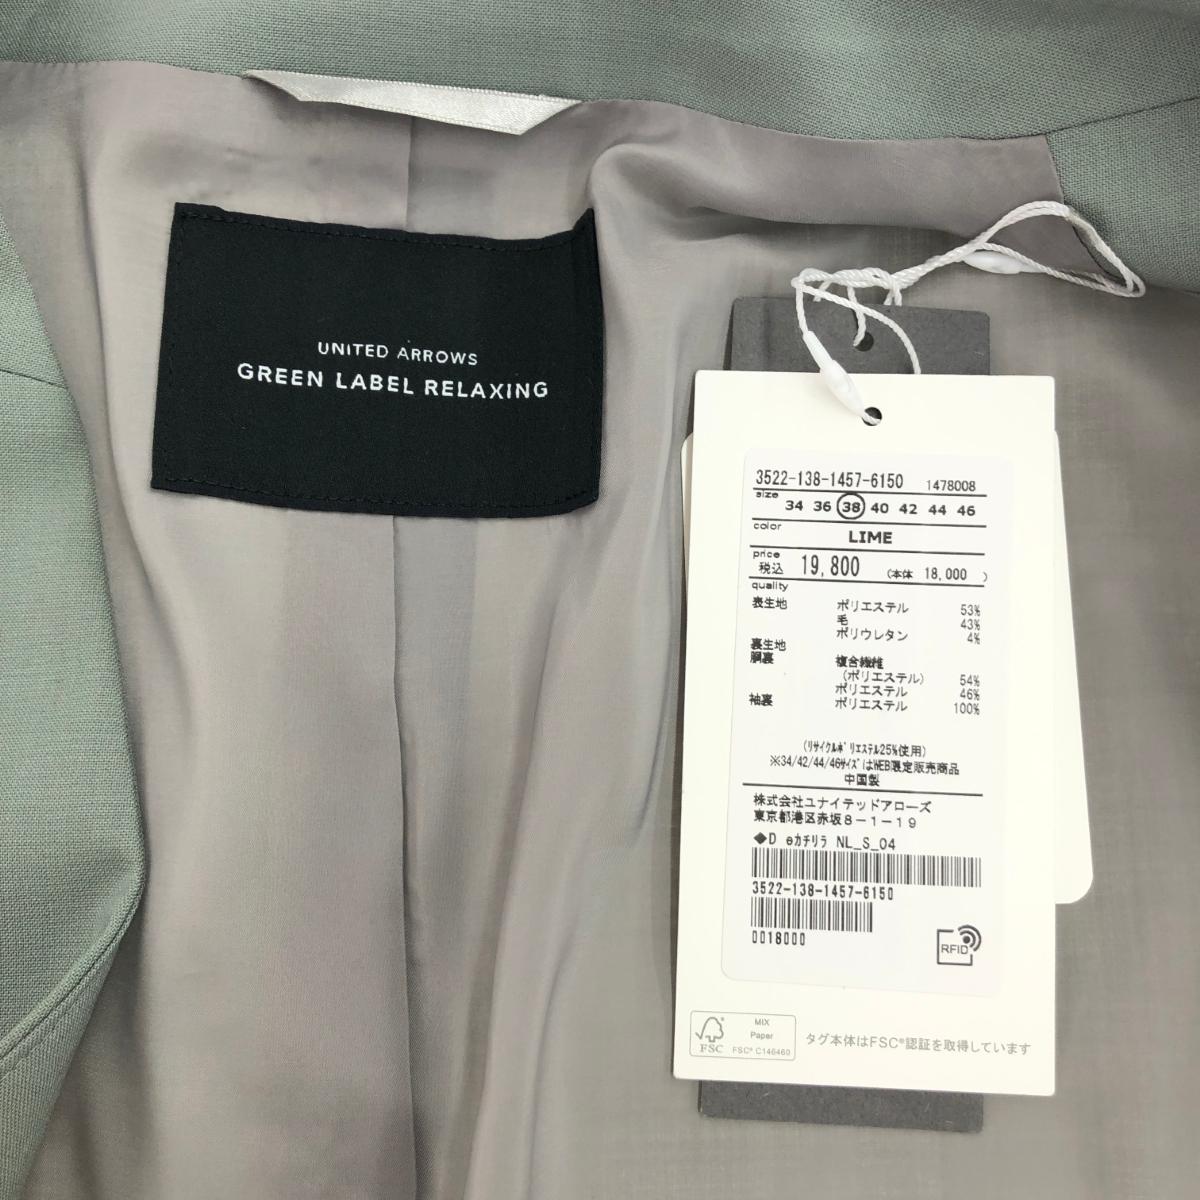 UNITED ARROWS
GREEN LABEL RELAXING
3522-138-1457-6150 1478008
size
34 36 38 40 42 44 46
color
LIME
price
税込 19,800 (本体 18,000 )
quality
表生地 ポリエステル 53%
毛 43%
ポリウレタン 4%
裏生地
胴裏 複合繊維
(ポリエステル) 54%
ポリエステル 46%
袖裏 ポリエステル 100%
(リサイクルポリエステル25%使用)
※34/42/44/46サイズはWEB限定販売商品
中国製
株式会社ユナイテッドアローズ
東京都港区赤坂8-1-19
◆D eカチリラ NL_S_04
3522-138-1457-6150
0018000
RFID
FSC
MIX
Paper
FSC® C146460
タグ本体はFSC®認証を取得しています